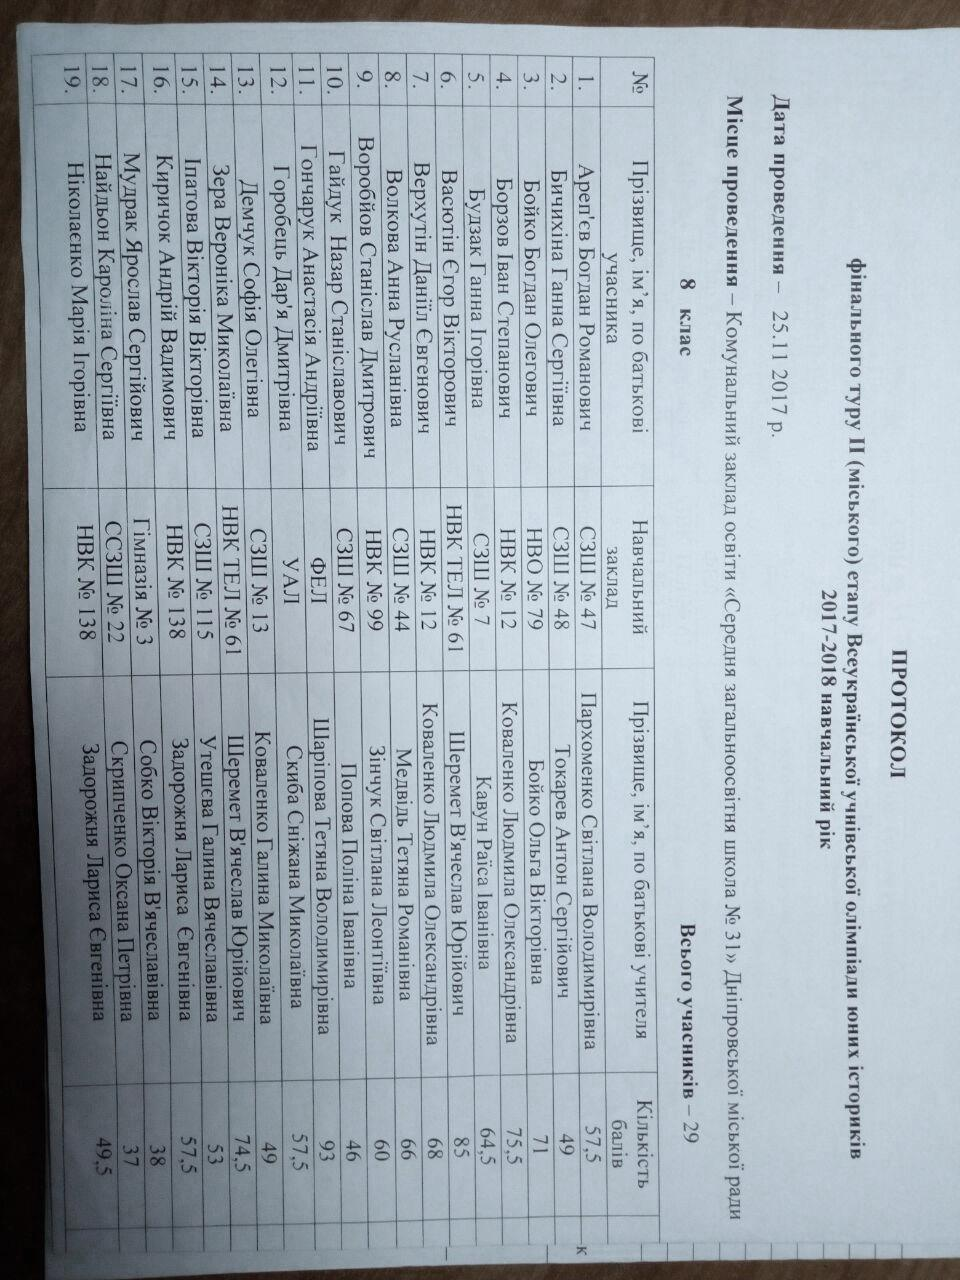 ПРОТОКОЛ
фінального туру ІІ (міського) етапу Всеукраїнської учнівської олімпіади юних істориків
2017-2018 навчальний рік
Дата проведення – 25.11 2017 р.
Місце проведення – Комунальний заклад освіти «Середня загальноосвітня школа № 31» Дніпровської міської ради
8 клас Всього учасників – 29
№ Прізвище, ім’я, по батькові учасника Навчальний заклад Прізвище, ім’я, по батькові учителя Кількість балів
1. Ареп'єв Богдан Романович СЗШ № 47 Пархоменко Світлана Володимирівна 57,5
2. Бичихіна Ганна Сергіївна СЗШ № 48 Токарев Антон Сергійович 49
3. Бойко Богдан Олегович НВО № 79 Бойко Ольга Вікторівна 71
4. Борзов Іван Степанович НВК № 12 Коваленко Людмила Олександрівна 75,5
5. Будзак Ганна Ігорівна СЗШ № 7 Кавун Раїса Іванівна 64,5
6. Васютін Єгор Вікторович НВК ТЕЛ № 61 Шеремет В'ячеслав Юрійович 85
7. Верхутін Данііл Євгенович НВК № 12 Коваленко Людмила Олександрівна 68
8. Волкова Анна Русланівна СЗШ № 44 Медвідь Тетяна Романівна 66
9. Воробйов Станіслав Дмитрович НВК № 99 Зінчук Світлана Леонтіївна 60
10. Гайдук Назар Станіславович СЗШ № 67 Попова Поліна Іванівна 46
11. Гончарук Анастасія Андріївна ФЕЛ Шаріпова Тетяна Володимирівна 93
12. Горобець Дар'я Дмитрівна УАЛ Скиба Сніжана Миколаївна 57,5
13. Демчук Софія Олегівна СЗШ № 13 Коваленко Галина Миколаївна 49
14. Зера Вероніка Миколаївна НВК ТЕЛ № 61 Шеремет В'ячеслав Юрійович 74,5
15. Іпатова Вікторія Вікторівна СЗШ № 115 Утешева Галина Вячеславівна 53
16. Киричок Андрій Вадимович НВК № 138 Задорожня Лариса Євгенівна 57,5
17. Мудрак Ярослав Сергійович Гімназія № 3 Собко Вікторія В'ячеславівна 38
18. Найдьон Кароліна Сергіївна ССЗШ № 22 Скрипченко Оксана Петрівна 37
19. Ніколаєнко Марія Ігорівна НВК № 138 Задорожня Лариса Євгенівна 49,5
к